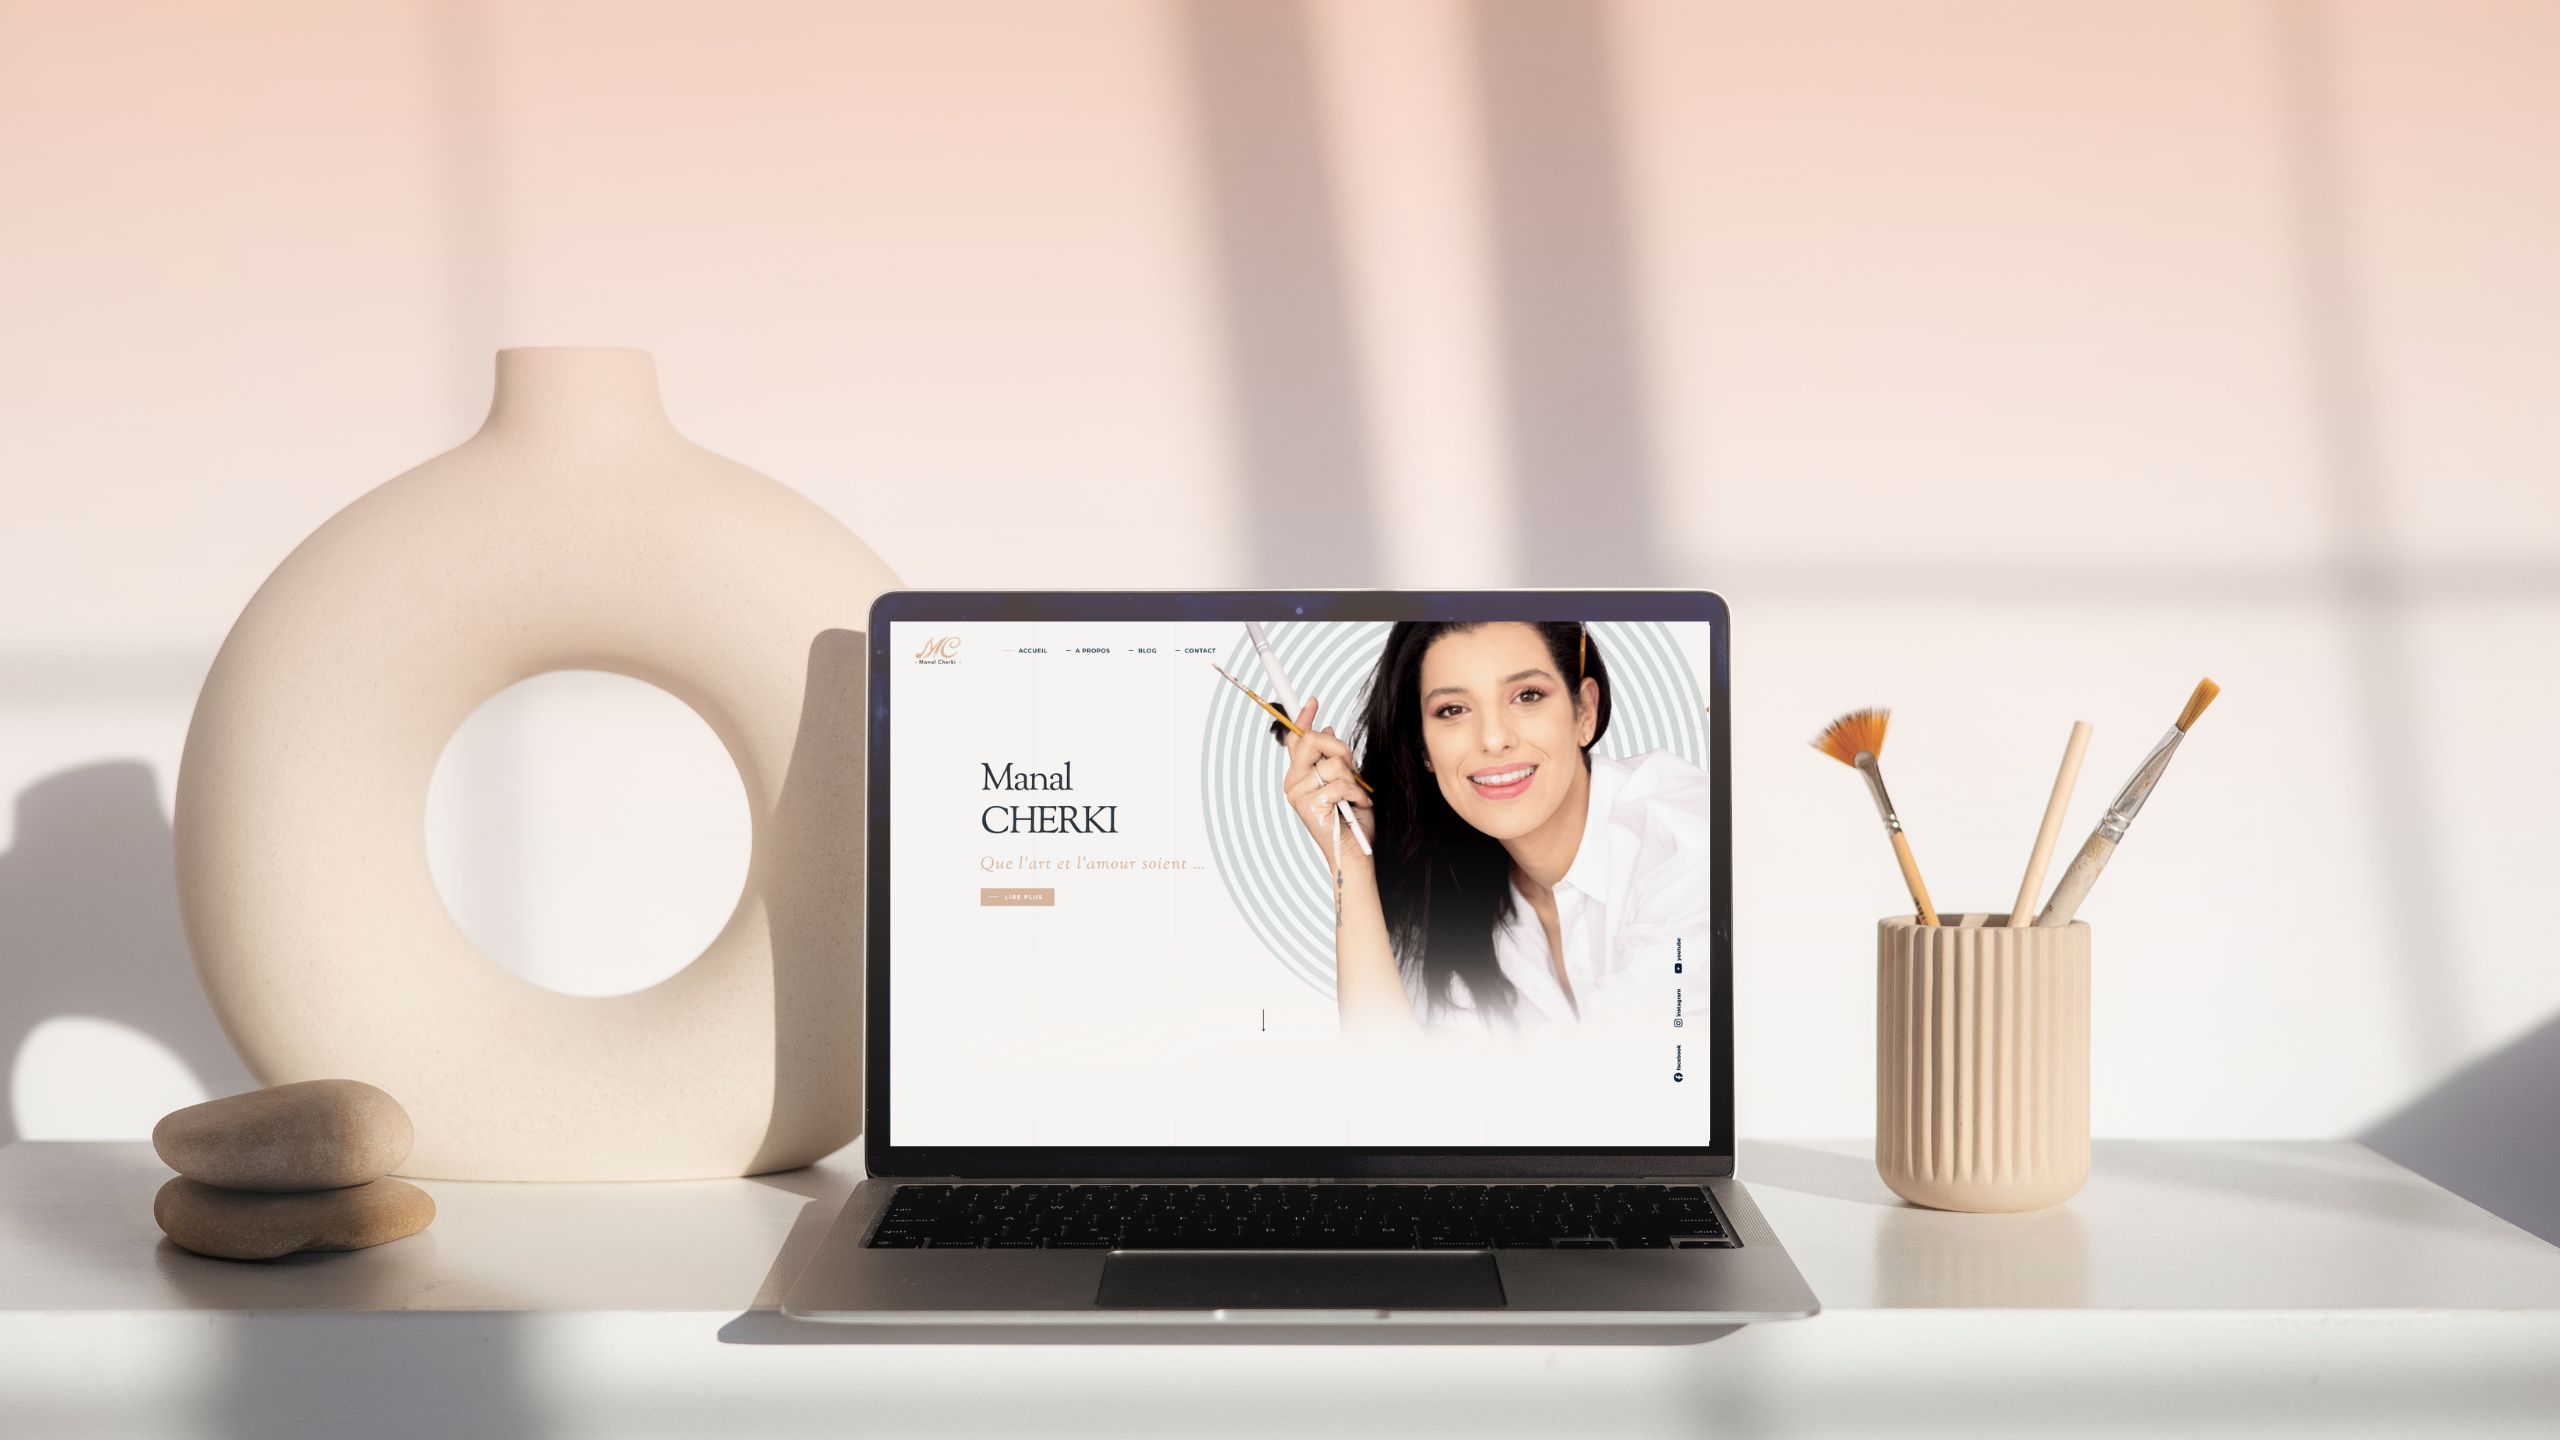 MC
- Manal Cherki -
ACCUEIL
A PROPOS
BLOG
CONTACT
Manal
CHERKI
Que l'art et l'amour soient ...
LIRE PLUS
youtube
instagram
facebook